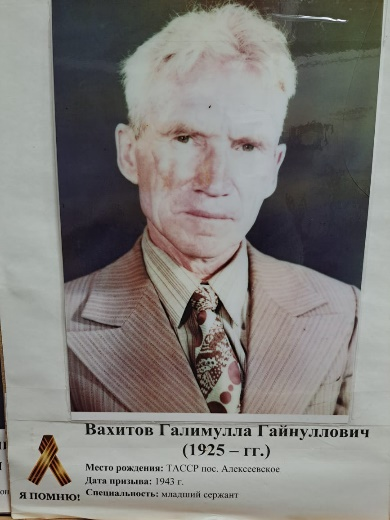 Вахитов Галимулла Гайнуллович
(1925 – гг.)
Место рождения: ТАССР пос. Алексеевское
Дата призыва: 1943 г.
Специальность: младший сержант
Я ПОМНЮ!